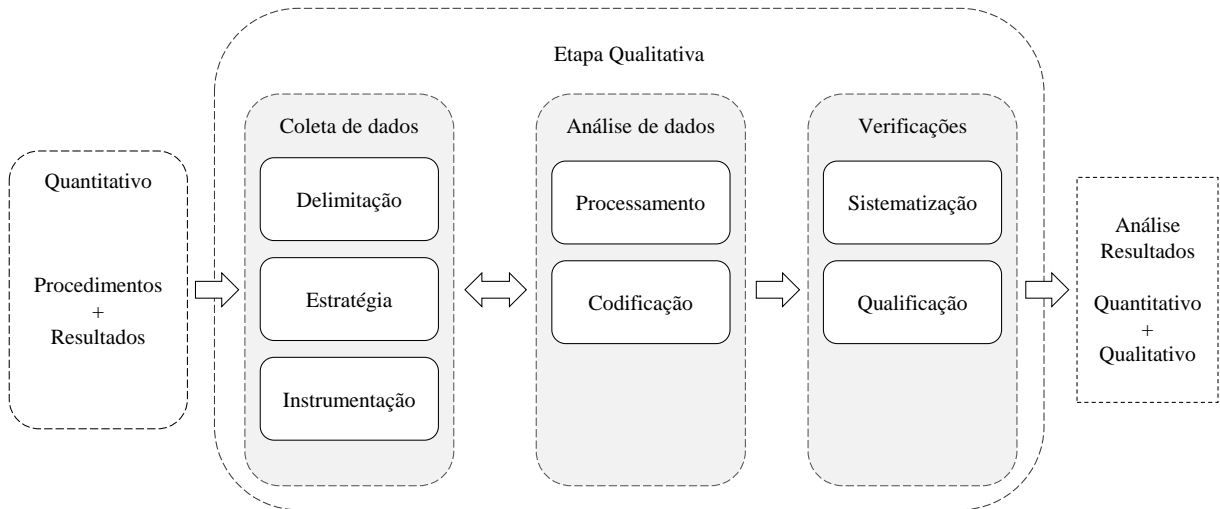 Etapa Qualitativa
Quantitativo
Procedimentos
+
Resultados
Coleta de dados
Delimitação
Estratégia
Instrumentação
Análise de dados
Processamento
Codificação
Verificações
Sistematização
Qualificação
Análise
Resultados
Quantitativo
+
Qualitativo